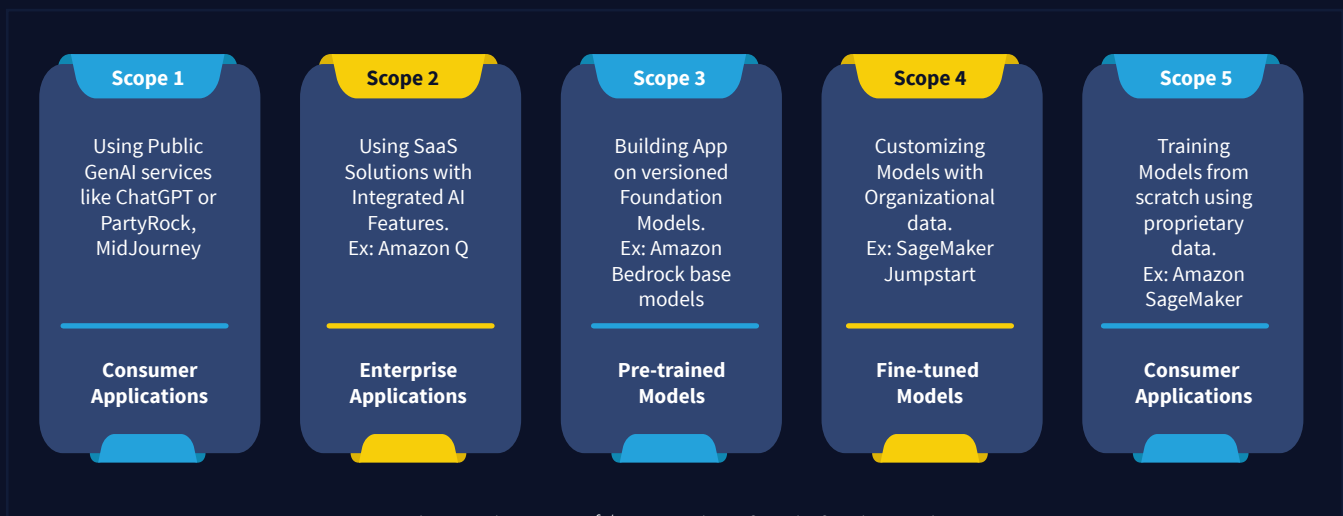 Scope 1
Using Public
GenAI services
like ChatGPT or
PartyRock,
MidJourney
Consumer
Applications
Scope 2
Using SaaS
Solutions with
Integrated AI
Features.
Ex: Amazon Q
Enterprise
Applications
Scope 3
Building App
on versioned
Foundation
Models.
Ex: Amazon
Bedrock base
models
Pre-trained
Models
Scope 4
Customizing
Models with
Organizational
data.
Ex: SageMaker
Jumpstart
Fine-tuned
Models
Scope 5
Training
Models from
scratch using
proprietary
data.
Ex: Amazon
SageMaker
Consumer
Applications